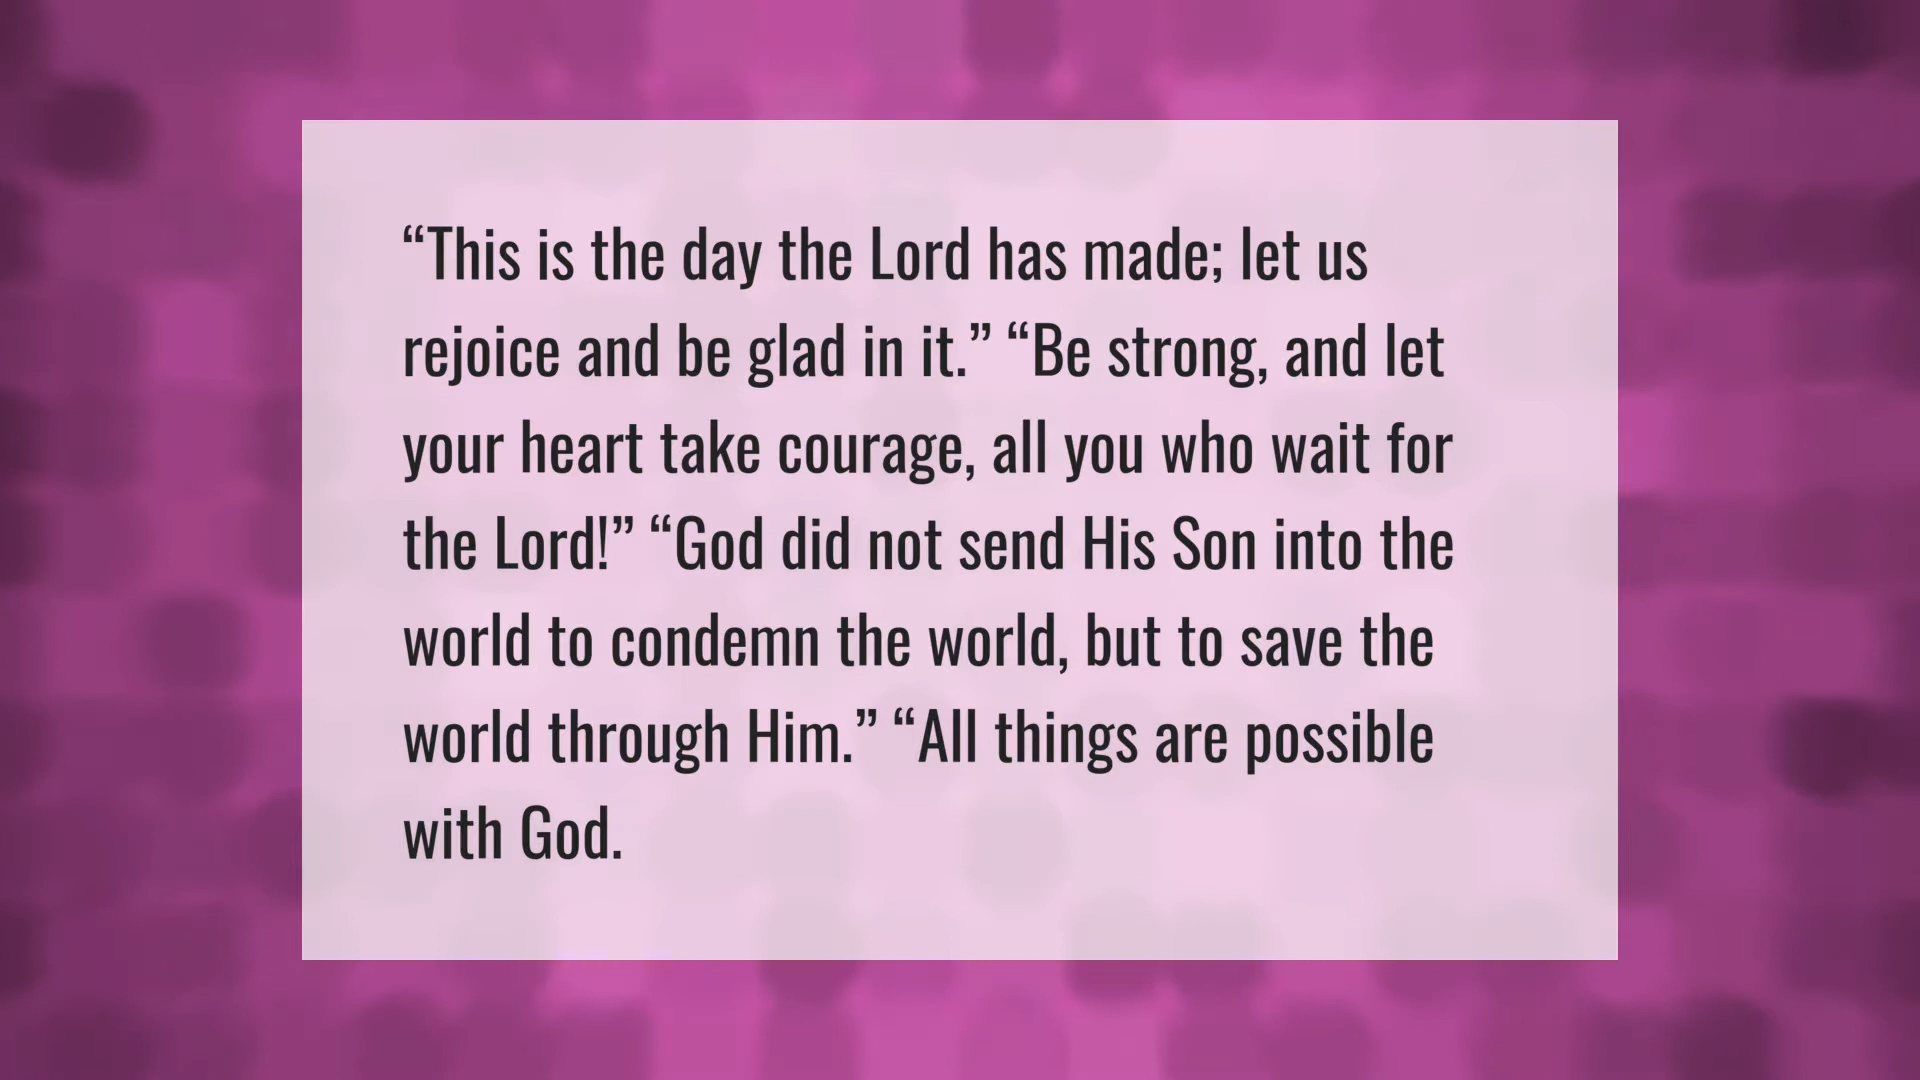 “This is the day the Lord has made; let us
rejoice and be glad in it.” “Be strong, and let
your heart take courage, all you who wait for
the Lord!” “God did not send His Son into the
world to condemn the world, but to save the
world through Him.” “All things are possible
with God.